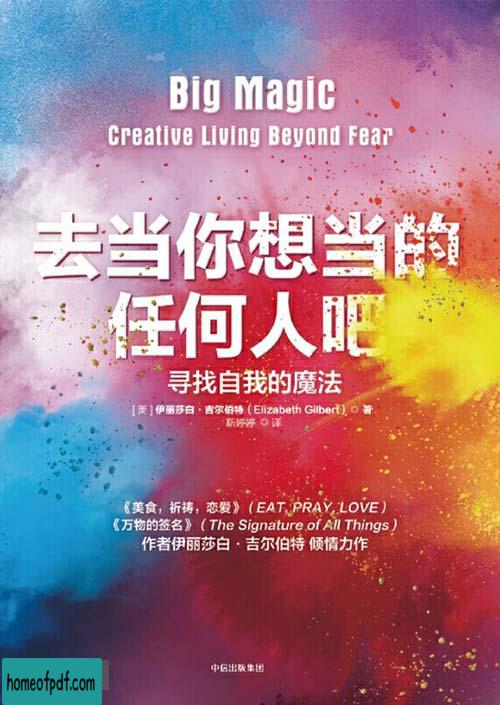 Big Magic
Creative Living Beyond Fear
去当你想当的
任何人吧
寻找自我的魔法
[美] 伊丽莎白·吉尔伯特（Elizabeth Gilbert）◎ 著
靳婷婷 ◎ 译
《美食，祈祷，恋爱》（EAT, PRAY, LOVE）
《万物的签名》（The Signature of All Things）
作者伊丽莎白·吉尔伯特 倾情力作
中信出版集团
homeofpdf.com